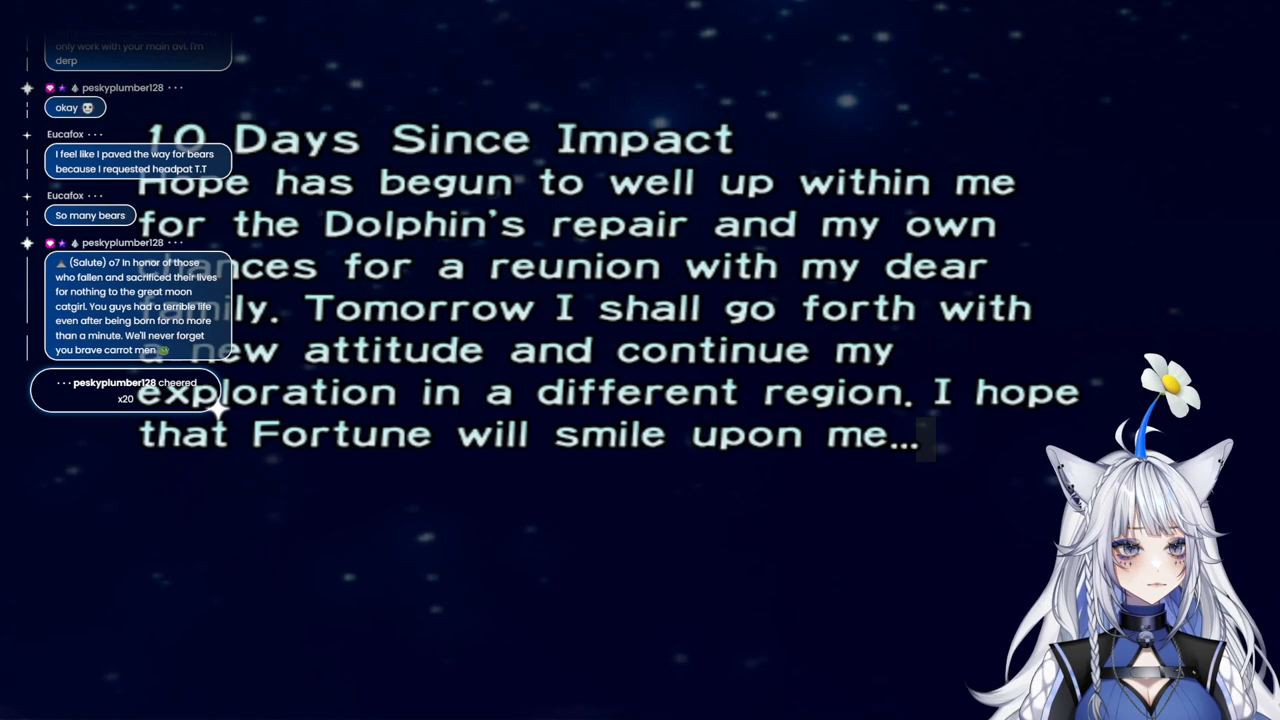 only work with your main avi. I'm
derp
peskyplumber128
okay
Eucafox
I feel like I paved the way for bears
because I requested headpat T.T
Eucafox
So many bears
peskyplumber128
(Salute) o7 In honor of those
who fallen and sacrificed their lives
for nothing to the great moon
catgirl. You guys had a terrible life
even after being born for no more
than a minute. We'll never forget
you brave carrot men
peskyplumber128 cheered
x20
10 Days Since Impact
Hope has begun to well up within me
for the Dolphin's repair and my own
chances for a reunion with my dear
family. Tomorrow I shall go forth with
a new attitude and continue my
exploration in a different region. I hope
that Fortune will smile upon me...